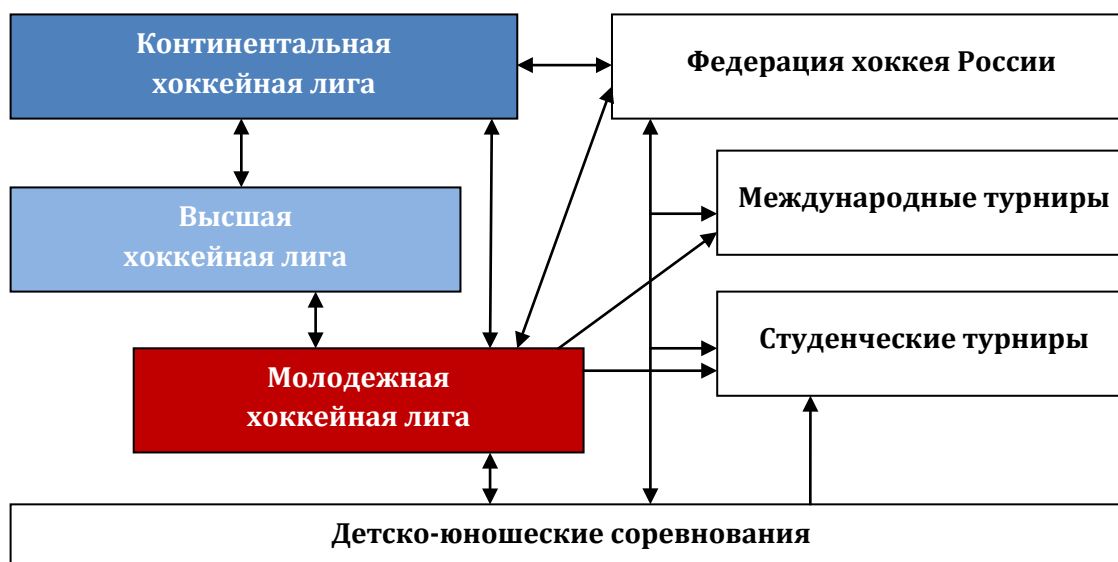 Континентальная
хоккейная лига
Федерация хоккея России
Международные турниры
Высшая
хоккейная лига
Студенческие турниры
Молодежная
хоккейная лига
Детско-юношеские соревнования